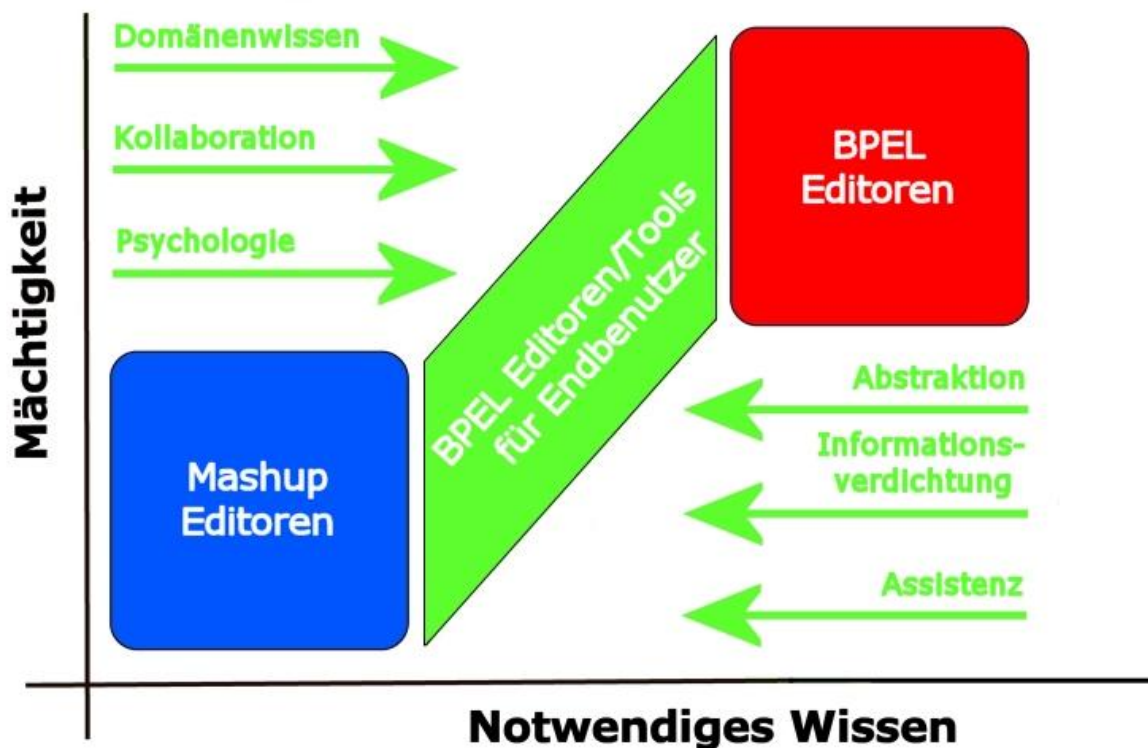 Domänenwissen
Kollaboration
Psychologie
BPEL
Editoren
BPEL Editoren/Tools
für Endbenutzer
Mashup
Editoren
Abstraktion
Informations-
verdichtung
Assistenz
Mächtigkeit
Notwendiges Wissen